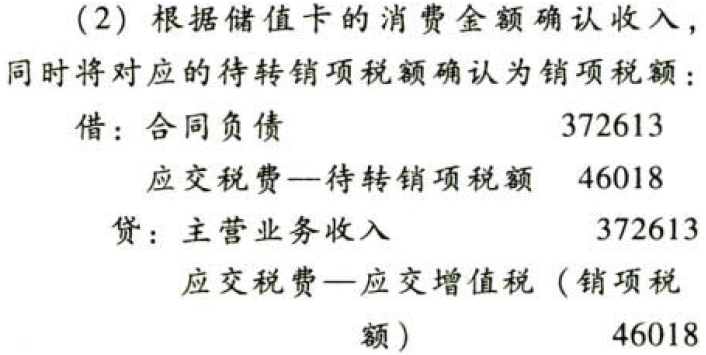 （2）根据储值卡的消费金额确认收入，
同时将对应的待转销项税额确认为销项税额：
借：合同负债 372613
应交税费—待转销项税额 46018
贷：主营业务收入 372613
应交税费—应交增值税（销项税
额） 46018